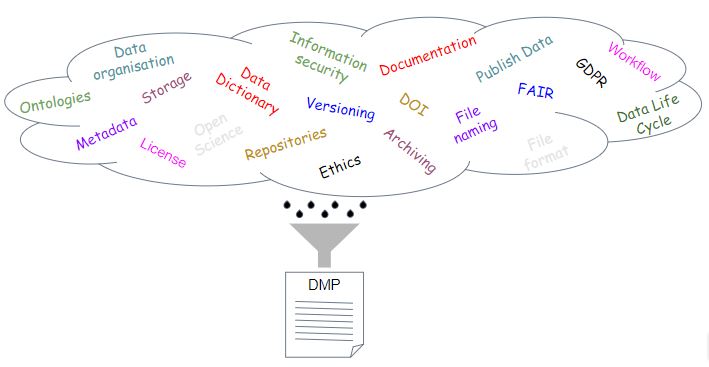 Data
organisation
Information
security
Documentation
Publish Data
Workflow
GDPR
Ontologies
Storage
Data
Dictionary
Versioning
DOI
FAIR
File
naming
Data Life
Cycle
Metadata
License
Open
Science
Repositories
Ethics
Archiving
File
format
DMP